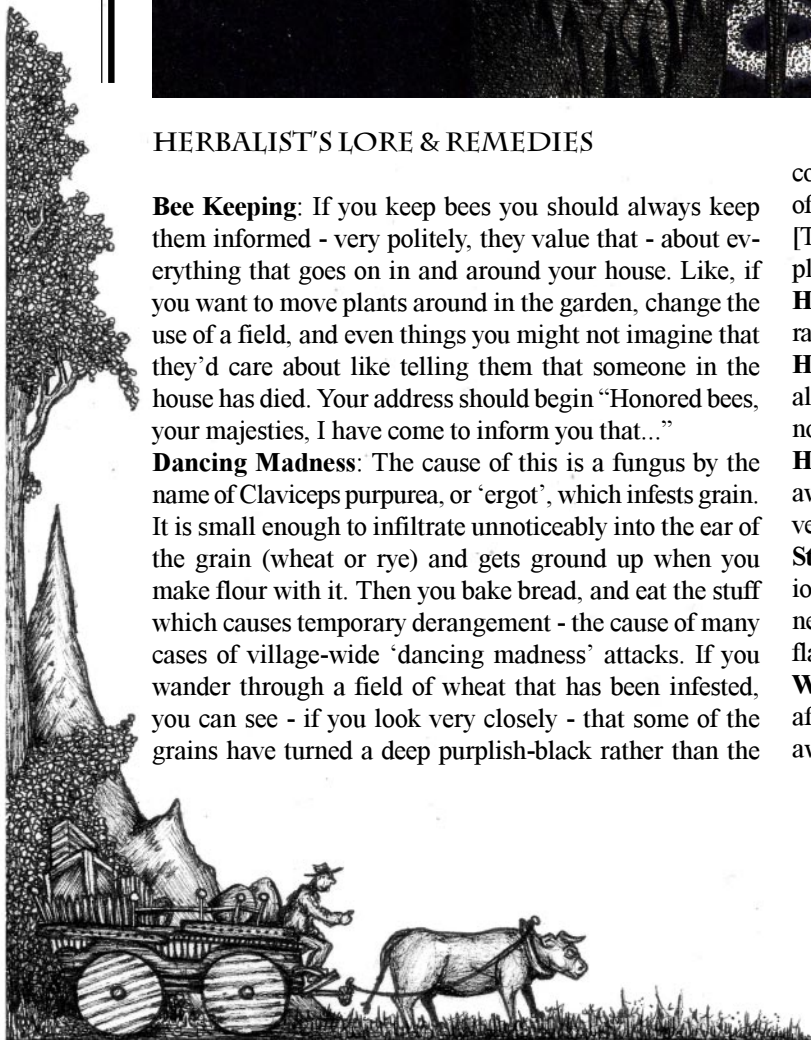 HERBALIST'S LORE & REMEDIES
Bee Keeping: If you keep bees you should always keep
them informed - very politely, they value that - about ev-
erything that goes on in and around your house. Like, if
you want to move plants around in the garden, change the
use of a field, and even things you might not imagine that
they'd care about like telling them that someone in the
house has died. Your address should begin “Honored bees,
your majesties, I have come to inform you that...”
Dancing Madness: The cause of this is a fungus by the
name of Claviceps purpurea, or ‘ergot’, which infests grain.
It is small enough to infiltrate unnoticeably into the ear of
the grain (wheat or rye) and gets ground up when you
make flour with it. Then you bake bread, and eat the stuff
which causes temporary derangement - the cause of many
cases of village-wide ‘dancing madness’ attacks. If you
wander through a field of wheat that has been infested,
you can see - if you look very closely - that some of the
grains have turned a deep purplish-black rather than the